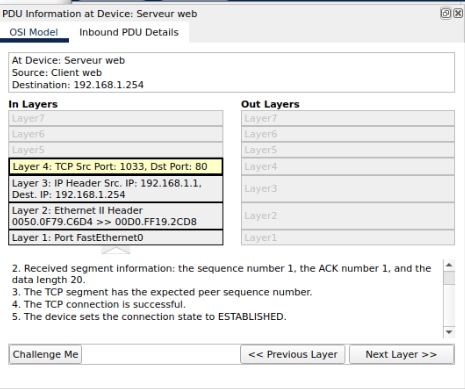 PDU Information at Device: Serveur web
OSI Model
Inbound PDU Details
At Device: Serveur web
Source: Client web
Destination: 192.168.1.254
In Layers
Layer7
Layer6
Layer5
Layer 4: TCP Src Port: 1033, Dst Port: 80
Layer 3: IP Header Src. IP: 192.168.1.1,
Dest. IP: 192.168.1.254
Layer 2: Ethernet II Header
0050.0F79.C6D4 >> 00D0.FF19.2CD8
Layer 1: Port FastEthernet0
Out Layers
Layer7
Layer6
Layer5
Layer4
Layer3
Layer2
Layer1
2. Received segment information: the sequence number 1, the ACK number 1, and the
data length 20.
3. The TCP segment has the expected peer sequence number.
4. The TCP connection is successful.
5. The device sets the connection state to ESTABLISHED.
Challenge Me
<< Previous Layer
Next Layer >>